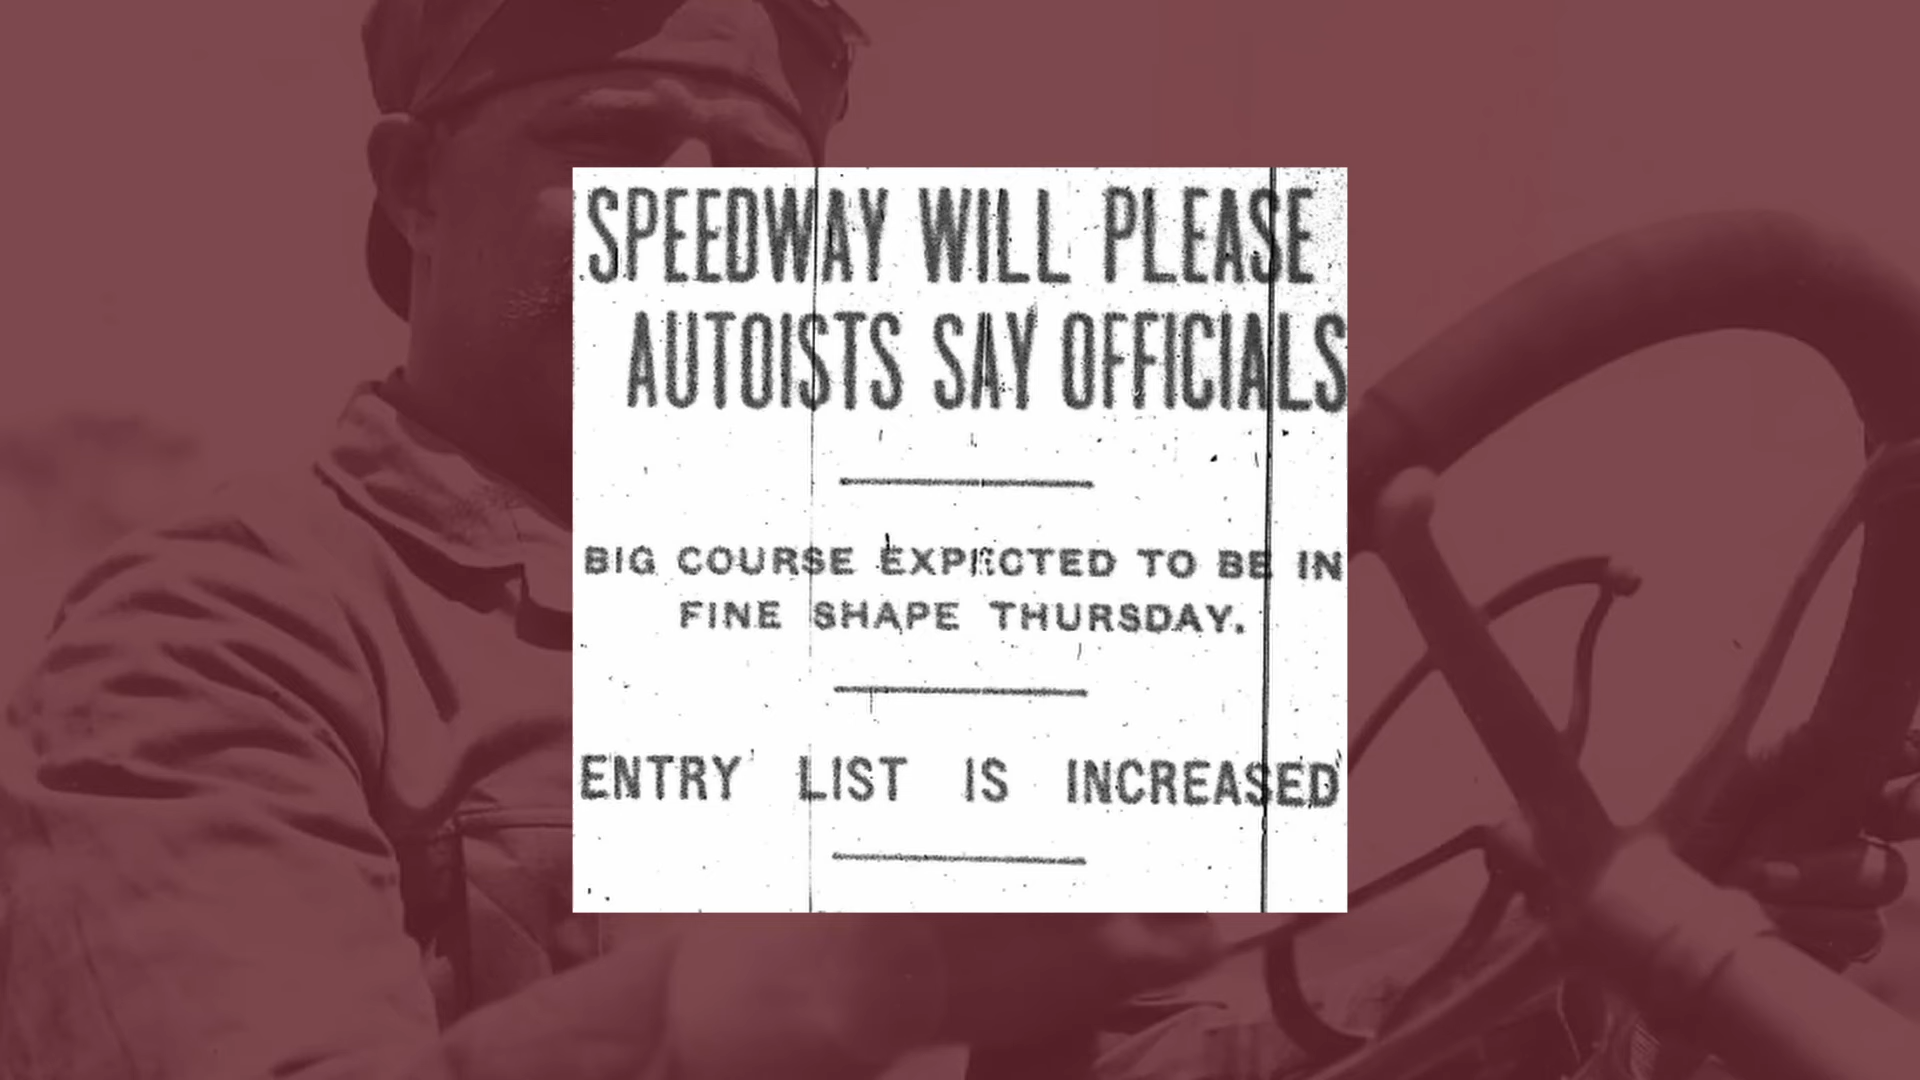 SPEEDWAY WILL PLEASE
AUTOISTS SAY OFFICIALS
BIG COURSE EXPECTED TO BE IN
FINE SHAPE THURSDAY.
ENTRY LIST IS INCREASED